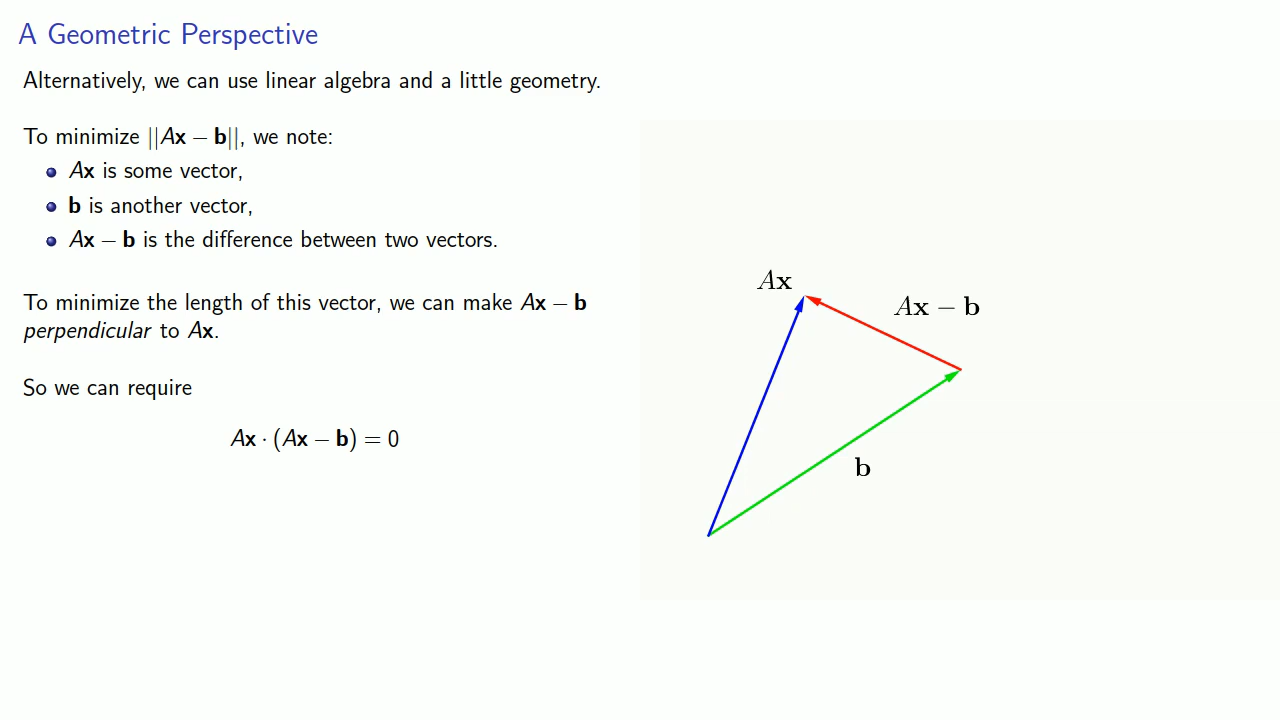 A Geometric Perspective
Alternatively, we can use linear algebra and a little geometry.
To minimize ||Ax − b||, we note:
Ax is some vector,
b is another vector,
Ax − b is the difference between two vectors.
To minimize the length of this vector, we can make Ax − b
perpendicular to Ax.
So we can require
Ax · (Ax − b) = 0
Ax
Ax − b
b